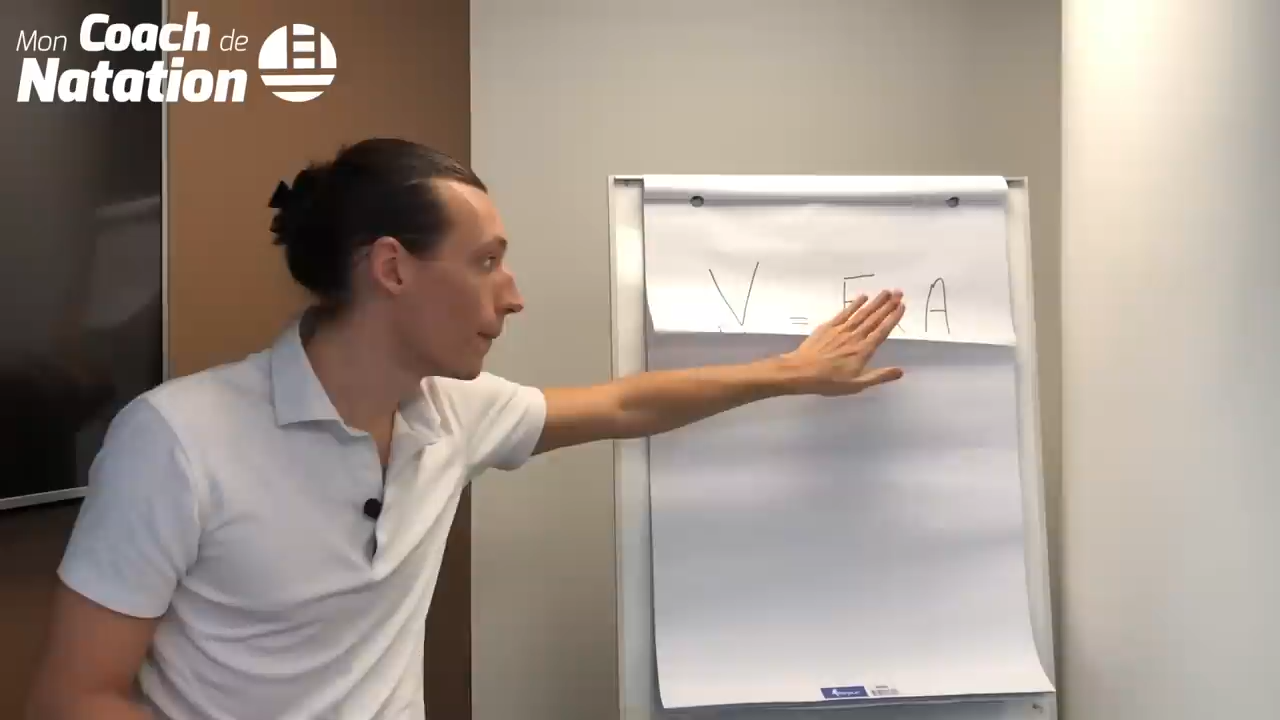 Mon Coach de
Natation
V = F A